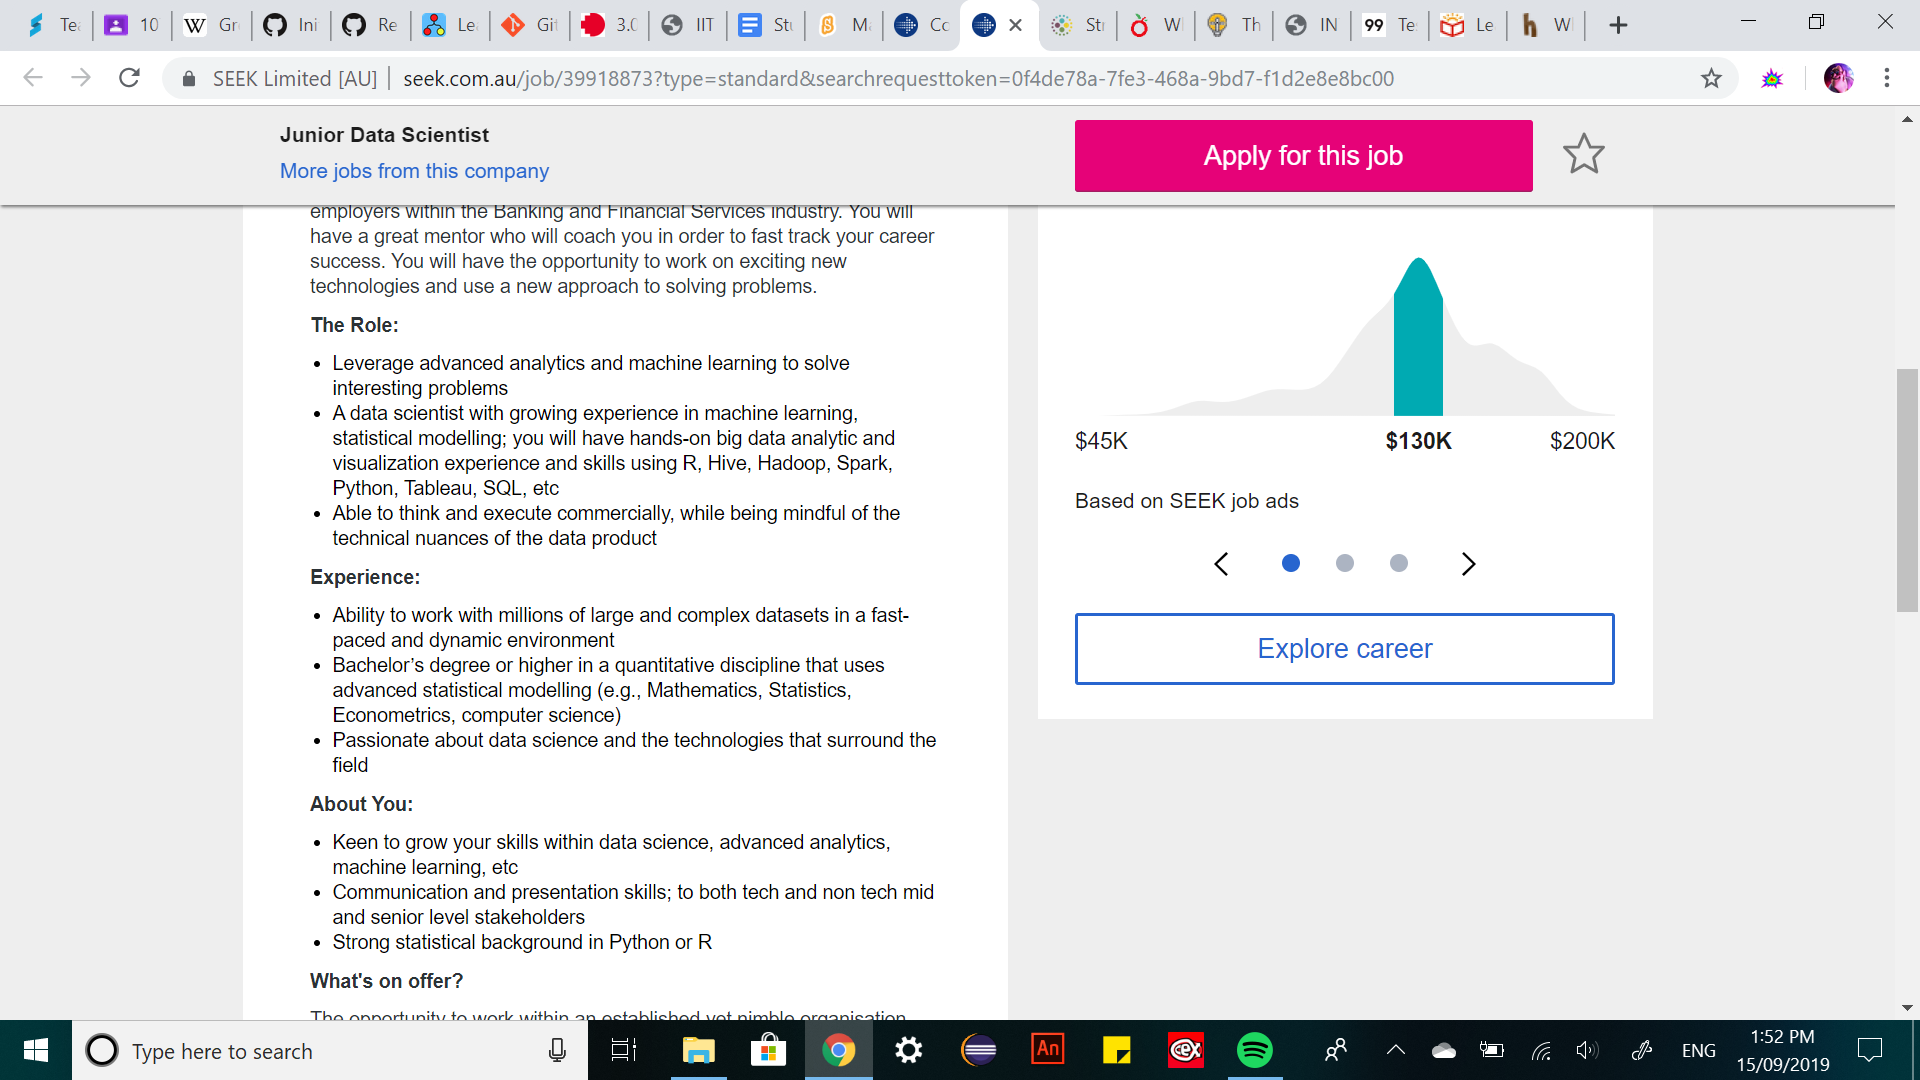 Te
10
Gr
Ini
Re
Le
Git
3.0
IIT
Stu
Ma
Co
Str
W
Th
IN
99 Te
Le
h W
SEEK Limited [AU] | seek.com.au/job/39918873?type=standard&searchrequesttoken=0f4de78a-7fe3-468a-9bd7-f1d2e8e8bc00
Junior Data Scientist
More jobs from this company
Apply for this job
employers within the Banking and Financial Services industry. You will
have a great mentor who will coach you in order to fast track your career
success. You will have the opportunity to work on exciting new
technologies and use a new approach to solving problems.
The Role:
• Leverage advanced analytics and machine learning to solve
interesting problems
• A data scientist with growing experience in machine learning,
statistical modelling; you will have hands-on big data analytic and
visualization experience and skills using R, Hive, Hadoop, Spark,
Python, Tableau, SQL, etc
• Able to think and execute commercially, while being mindful of the
technical nuances of the data product
Experience:
• Ability to work with millions of large and complex datasets in a fast-
paced and dynamic environment
• Bachelor’s degree or higher in a quantitative discipline that uses
advanced statistical modelling (e.g., Mathematics, Statistics,
Econometrics, computer science)
• Passionate about data science and the technologies that surround the
field
About You:
• Keen to grow your skills within data science, advanced analytics,
machine learning, etc
• Communication and presentation skills; to both tech and non tech mid
and senior level stakeholders
• Strong statistical background in Python or R
What's on offer?
The opportunity to work within an established yet nimble organisation
$45K
$130K
$200K
Based on SEEK job ads
Explore career
Type here to search
An
CeX
ENG
1:52 PM
15/09/2019